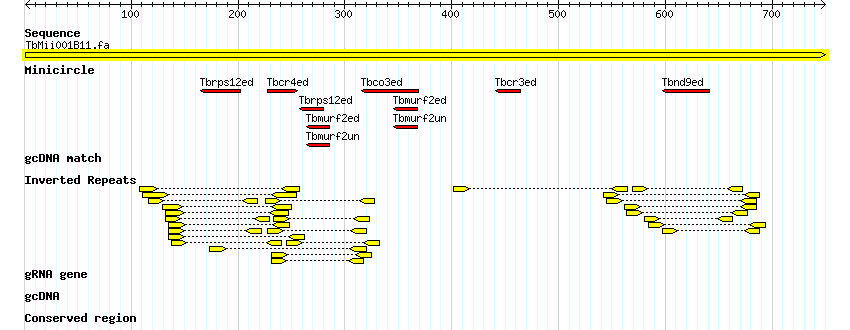 100 200 300 400 500 600 700
Sequence
TbMii001B11.fa
Minicircle
Tbrps12ed Tbcr4ed Tbco3ed Tbcr3ed Tbnd9ed
Tbrps12ed Tbmurf2ed
Tbmurf2ed Tbmurf2un
Tbmurf2un
gcDNA match
Inverted Repeats
gRNA gene
gcDNA
Conserved region